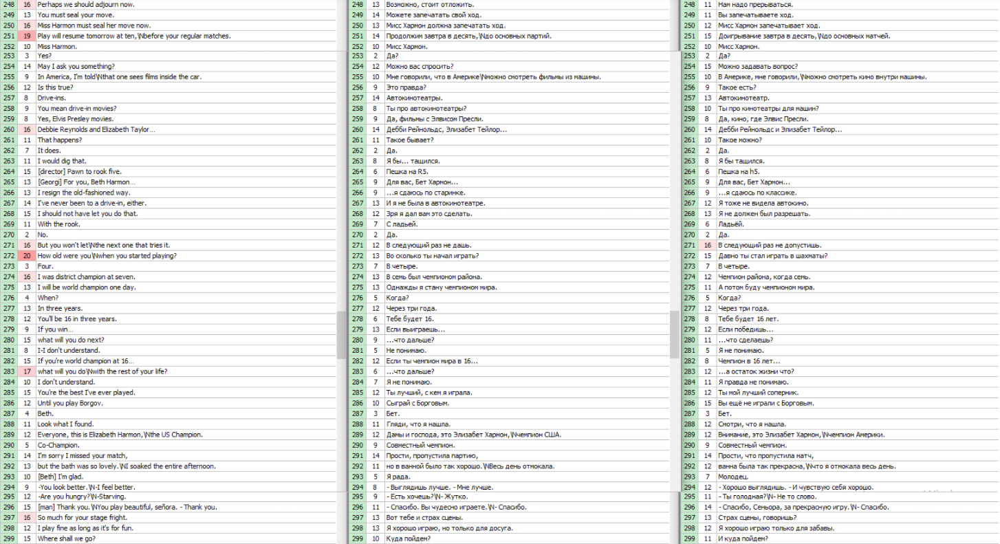 248 16 Perhaps we should adjourn now. 248 13 Возможно, стоит отложить. 248 11 Нам надо прерываться.
249 13 You must seal your move. 249 14 Можете запечатать свой ход. 249 11 Вы запечатываете ход.
250 16 Miss Harmon must seal her move now. 250 13 Мисс Хармон должна запечатать ход. 250 12 Мисс Хармон запечатывает ход.
251 19 Play will resume tomorrow at ten,\Nbefore your regular matches. 251 14 Продолжим завтра в десять,\Nдо основных партий. 251 15 Доигрывание завтра в десять,\Nдо основных матчей.
252 10 Miss Harmon. 252 10 Мисс Хармон. 252 10 Мисс Хармон.
253 3 Yes? 253 2 Да? 253 2 Да?
254 14 May I ask you something? 254 12 Можно вас спросить? 254 15 Можно задавать вопрос?
255 9 In America, I'm told\Nthat one sees films inside the car. 255 10 Мне говорили, что в Америке\Nможно смотреть фильмы из машины. 255 10 В Америке, мне говорили,\Nможно смотреть кино внутри машины.
256 12 Is this true? 256 9 Это правда? 256 9 Такое есть?
257 8 Drive-ins. 257 14 Автокинотеатры. 257 13 Автокинотеатр.
258 9 You mean drive-in movies? 258 8 Ты про автокинотеатры? 258 10 Ты про кинотеатры для машин?
259 8 Yes, Elvis Presley movies. 259 9 Да, фильмы с Элвисом Пресли. 259 8 Да, кино, где Элвис Пресли.
260 16 Debbie Reynolds and Elizabeth Taylor… 260 14 Дебби Рейнольдс, Элизабет Тейлор… 260 14 Дебби Рейнольдс и Элизабет Тейлор…
261 11 That happens? 261 11 Такое бывает? 261 10 Такое можно?
262 7 It does. 262 2 Да. 262 2 Да.
263 11 I would dig that. 263 8 Я бы… тащился. 263 8 Я бы тащился.
264 15 [director] Pawn to rook five. 264 6 Пешка на R5. 264 6 Пешка на h5.
265 13 [Georgi] For you, Beth Harmon… 265 9 Для вас, Бет Хармон… 265 9 Для вас, Бет Хармон…
266 13 I resign the old-fashioned way. 266 9 …я сдаюсь по старинке. 266 9 …я сдаюсь по классике.
267 14 I've never been to a drive-in, either. 267 13 И я не была в автокинотеатре. 267 12 Я тоже не видела автокино.
268 15 I should not have let you do that. 268 12 Зря я дал вам это сделать. 268 13 Я не должен был разрешать.
269 11 With the rook. 269 7 С ладьей. 269 6 Ладьёй.
270 2 No. 270 2 Да. 270 2 Да.
271 16 But you won't let\Nthe next one that tries it. 271 12 В следующий раз не дашь. 271 16 В следующий раз не допустишь.
272 20 How old were you\Nwhen you started playing? 272 13 Во сколько ты начал играть? 272 15 Давно ты стал играть в шахматы?
273 3 Four. 273 7 В четыре. 273 7 В четыре.
274 16 I was district champion at seven. 274 13 В семь был чемпионом района. 274 12 Чемпион района, когда семь.
275 13 I will be world champion one day. 275 13 Однажды я стану чемпионом мира. 275 11 А потом буду чемпионом мира.
276 4 When? 276 5 Когда? 276 5 Когда?
277 13 In three years. 277 12 Через три года. 277 12 Через три года.
278 12 You'll be 16 in three years. 278 6 Тебе будет 16. 278 8 Тебе будет 16 лет.
279 9 If you win… 279 13 Если выиграешь… 279 12 Если победишь…
280 15 what will you do next? 280 9 …что дальше? 280 11 …что сделаешь?
281 8 I-I don't understand. 281 5 Не понимаю. 281 5 Я не понимаю.
282 15 If you're world champion at 16… 282 12 Если ты чемпион мира в 16… 282 8 Чемпион в 16 лет…
283 17 what will you do\Nwith the rest of your life? 283 6 …что дальше? 283 12 …а остаток жизни что?
284 10 I don't understand. 284 7 Я не понимаю. 284 11 Я правда не понимаю.
285 15 You're the best I've ever played. 285 12 Ты лучший, с кем я играла. 285 12 Ты мой лучший соперник.
286 12 Until you play Borgov. 286 10 Сыграй с Борговым. 286 15 Вы ещё не играли с Борговым.
287 4 Beth. 287 3 Бет. 287 3 Бет.
288 11 Look what I found. 288 11 Гляди, что я нашла. 288 12 Смотри, что я нашла.
289 12 Everyone, this is Elizabeth Harmon,\Nthe US Champion. 289 12 Дамы и господа, это Элизабет Хармон,\Nчемпион США. 289 12 Внимание, это Элизабет Хармон,\Nчемпион Америки.
290 5 Co-Champion. 290 9 Совместный чемпион. 290 9 Совместный чемпион.
291 14 I'm sorry I missed your match, 291 14 Прости, пропустила партию, 291 14 Прости, что пропустила матч,
292 13 but the bath was so lovely.\NI soaked the entire afternoon. 292 11 но в ванной было так хорошо.\NВесь день отмокала. 292 12 ванна была так прекрасна,\Nчто я отмокала весь день.
293 10 [Beth] I'm glad. 293 5 Я рада. 293 7 Молодец.
294 9 -You look better.\N-I feel better. 294 8 - Выглядишь лучше. - Мне лучше. 294 12 - Хорошо выглядишь. - И чувствую себя хорошо.
295 12 -Are you hungry?\N-Starving. 295 9 - Есть хочешь?\N- Жутко. 295 11 - Ты голодная?\N- Не то слово.
296 15 [man] Thank you.\NYou play beautiful, señora. - Thank you. 296 11 - Спасибо. Вы чудесно играете.\N- Спасибо. 296 14 - Спасибо, Сеньора, за прекрасную игру.\N- Спасибо.
297 16 So much for your stage fright. 297 13 Вот тебе и страх сцены. 297 13 Страх сцены, говоришь?
298 12 I play fine as long as it's for fun. 298 13 Я хорошо играю, но только для досуга. 298 12 Я хорошо играю только для забавы.
299 15 Where shall we go? 299 10 Куда пойдем? 299 11 И куда пойдем?